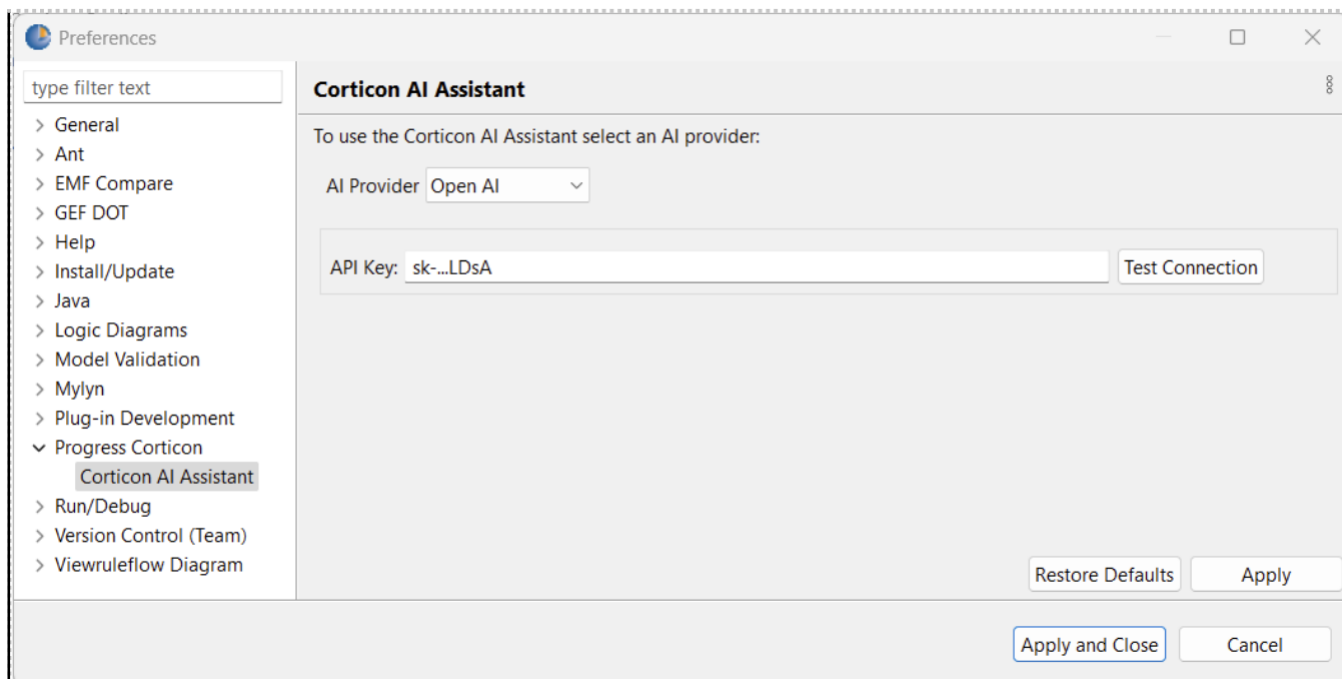 Preferences
type filter text
General
Ant
EMF Compare
GEF DOT
Help
Install/Update
Java
Logic Diagrams
Model Validation
Mylyn
Plug-in Development
Progress Corticon
Corticon AI Assistant
Run/Debug
Version Control (Team)
Viewruleflow Diagram
Corticon AI Assistant
To use the Corticon AI Assistant select an AI provider:
AI Provider Open AI
API Key: sk-...LDsA Test Connection
Restore Defaults Apply
Apply and Close Cancel